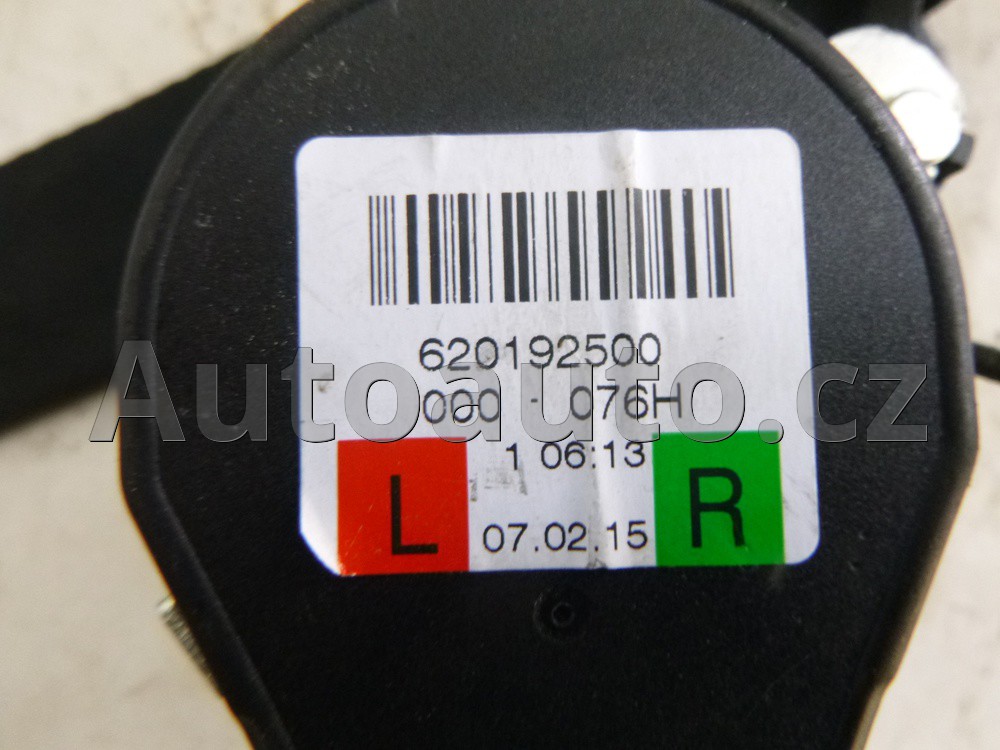 620192500
000 - 076H
1 06:13
L 07.02.15 R
Autoauto.cz